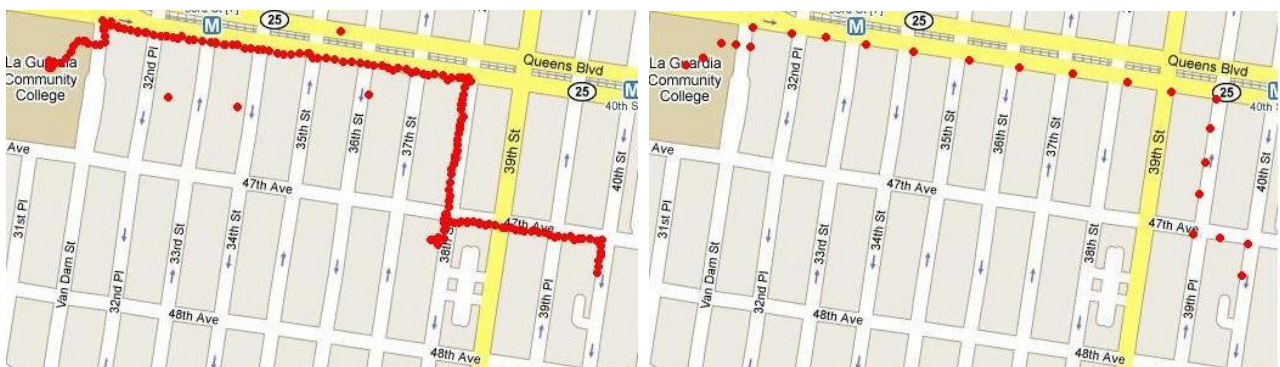 25
M
Queens Blvd
La Guardia
Community
College
32nd Pl
25
M
40th S
35th St
36th St
37th St
39th St
40th St
Ave
47th Ave
47th Ave
31st Pl
33rd St
34th St
38th St
Van Dam St
32nd Pl
39th Pl
48th Ave
48th Ave
25
M
Queens Blvd
La Guardia
Community
College
32nd Pl
25
M
40th
35th St
36th St
37th St
39th St
40th St
Ave
47th Ave
47th Ave
31st Pl
33rd St
34th St
38th St
Van Dam St
32nd Pl
39th Pl
48th Ave
48th Ave